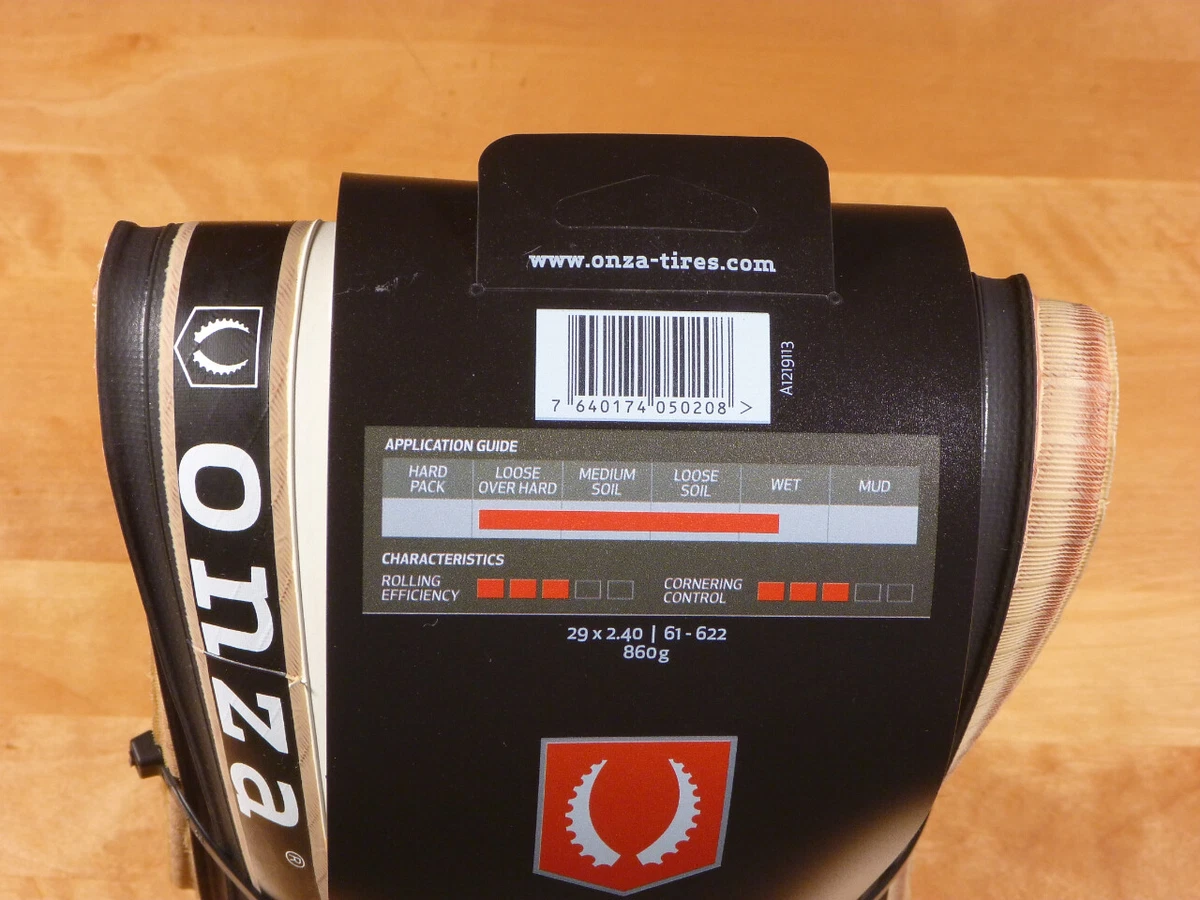 www.onza-tires.com
7 640174 050208 >
A1219113
APPLICATION GUIDE
HARD PACK
LOOSE OVER HARD
MEDIUM SOIL
LOOSE SOIL
WET
MUD
CHARACTERISTICS
ROLLING EFFICIENCY
CORNERING CONTROL
29 x 2.40 | 61 - 622
860g
onza ®